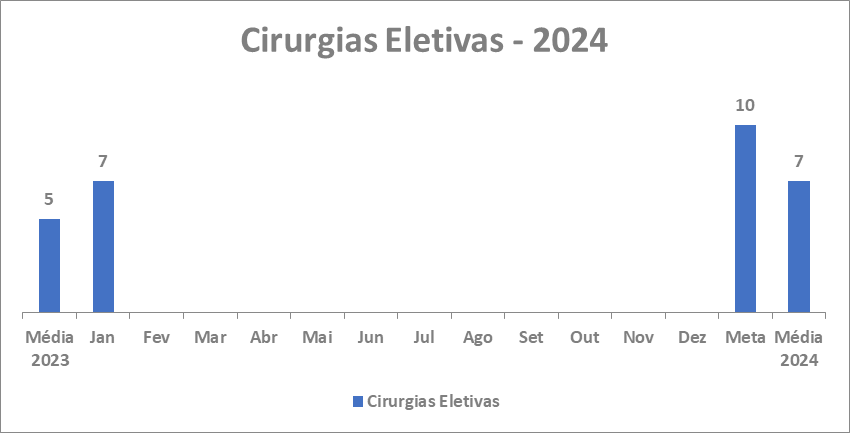 Cirurgias Eletivas - 2024
10
7
7
5
Média Jan Fev Mar Abr Mai Jun Jul Ago Set Out Nov Dez Meta Média
2023 2024
Cirurgias Eletivas